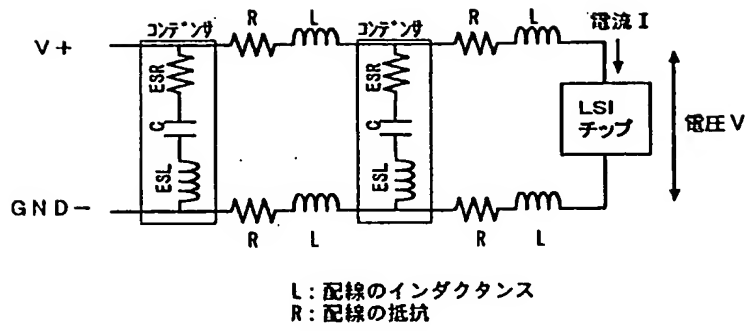 R L R L 電流 I
コンデンサ コンデンサ
V+
ESR ESR
C C
ESL ESL
LSI
チップ
電圧 V
GND−
R L R L
L:配線のインダクタンス
R:配線の抵抗